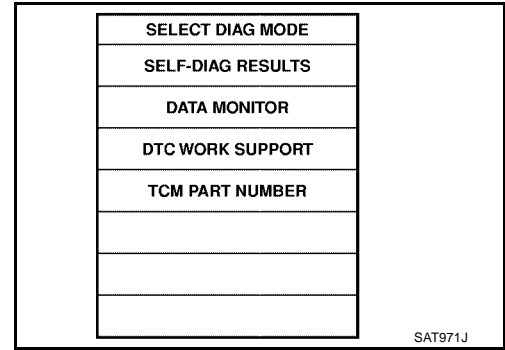 SELECT DIAG MODE
SELF-DIAG RESULTS
DATA MONITOR
DTC WORK SUPPORT
TCM PART NUMBER
SAT971J